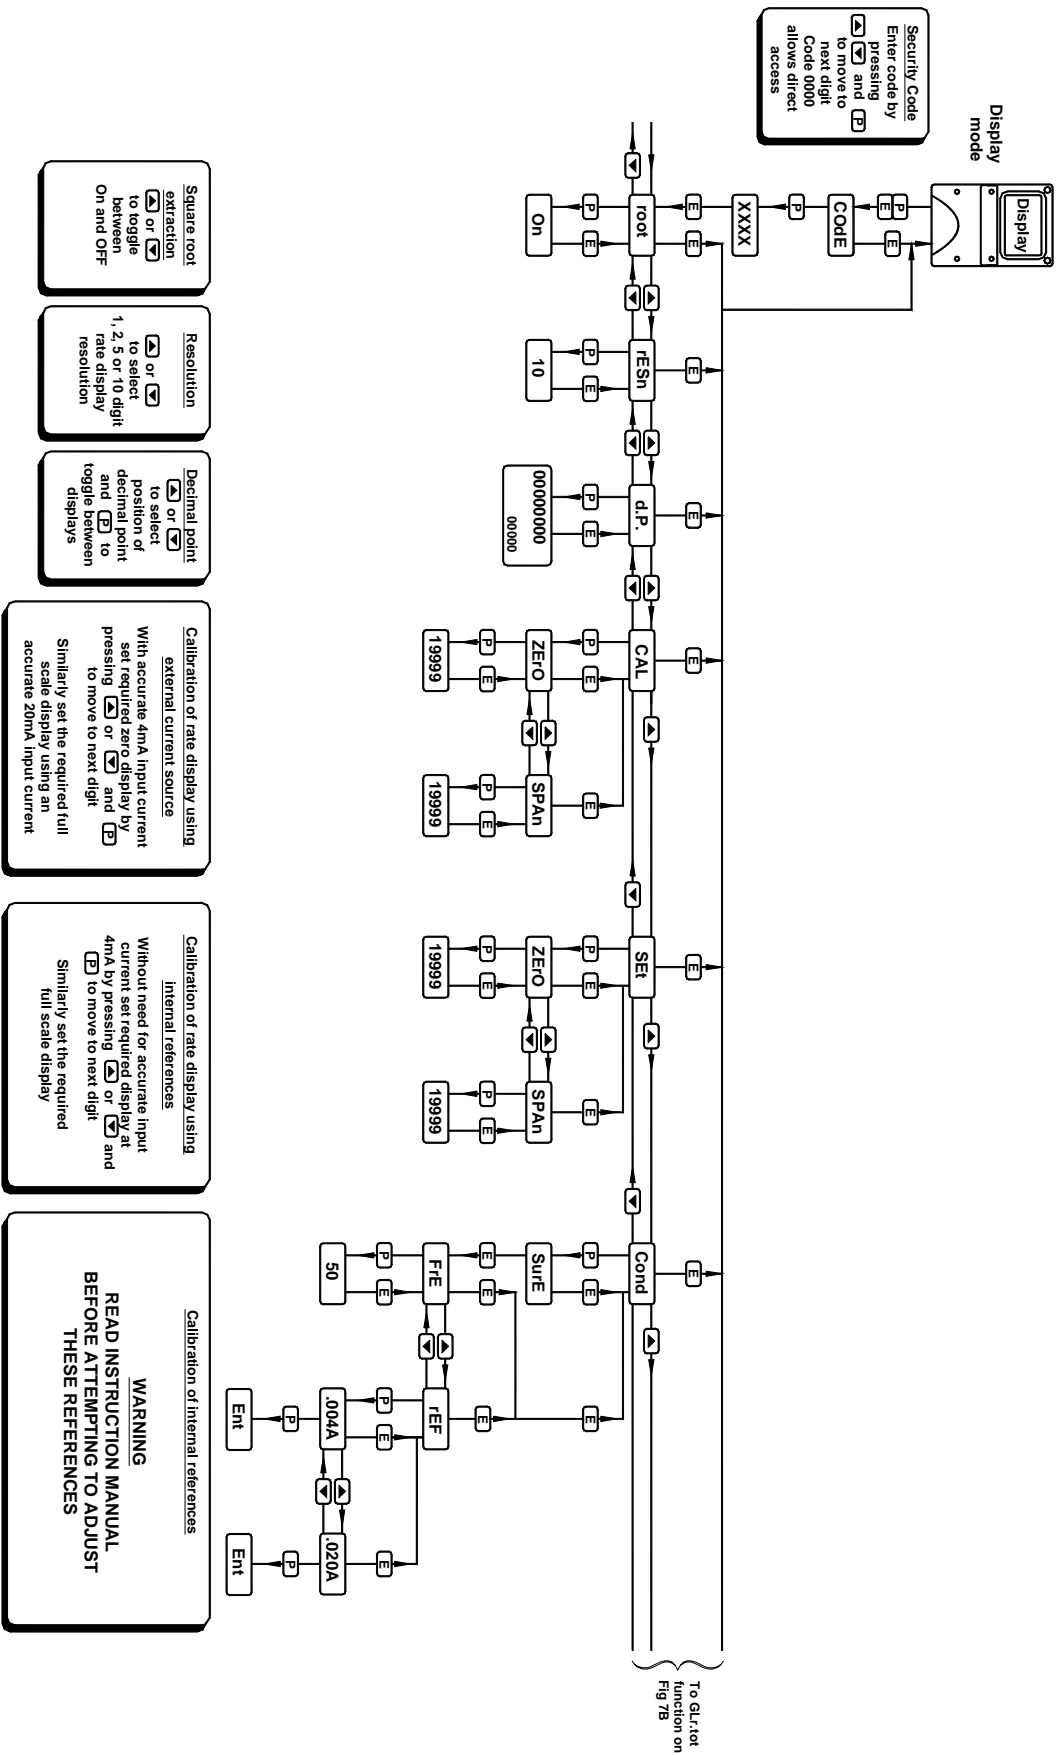 Display
mode
Display
Security Code
Enter code by
pressing
and P
to move to
next digit
Code 0000
allows direct
access
P
E
E
COdE
P
XXXX
E
E
E
E
E
E
E
root
rESn
d.P.
CAL
SEt
Cond
P
E
P
E
P
E
P
E
E
P
E
E
P
E
E
On
10
00000000
00000
ZErO
SPAn
ZErO
SPAn
SurE
P
E
P
E
P
E
P
E
E
E
E
19999
19999
19999
19999
FrE
rEF
P
E
P
E
E
50
.004A
.020A
P
P
Ent
Ent
To GLr.tot
function on
Fig 7B
Square root
extraction
or
to toggle
between
On and OFF
Resolution
or
to select
1, 2, 5 or 10 digit
rate display
resolution
Decimal point
or
to select
position of
decimal point
and P to
toggle between
displays
Calibration of rate display using
external current source
With accurate 4mA input current
set required zero display by
pressing or and P
to move to next digit
Similarly set the required full
scale display using an
accurate 20mA input current
Calibration of rate display using
internal references
Without need for accurate input
current set required display at
4mA by pressing or and
P to move to next digit
Similarly set the required
full scale display
Calibration of internal references
WARNING
READ INSTRUCTION MANUAL
BEFORE ATTEMPTING TO ADJUST
THESE REFERENCES